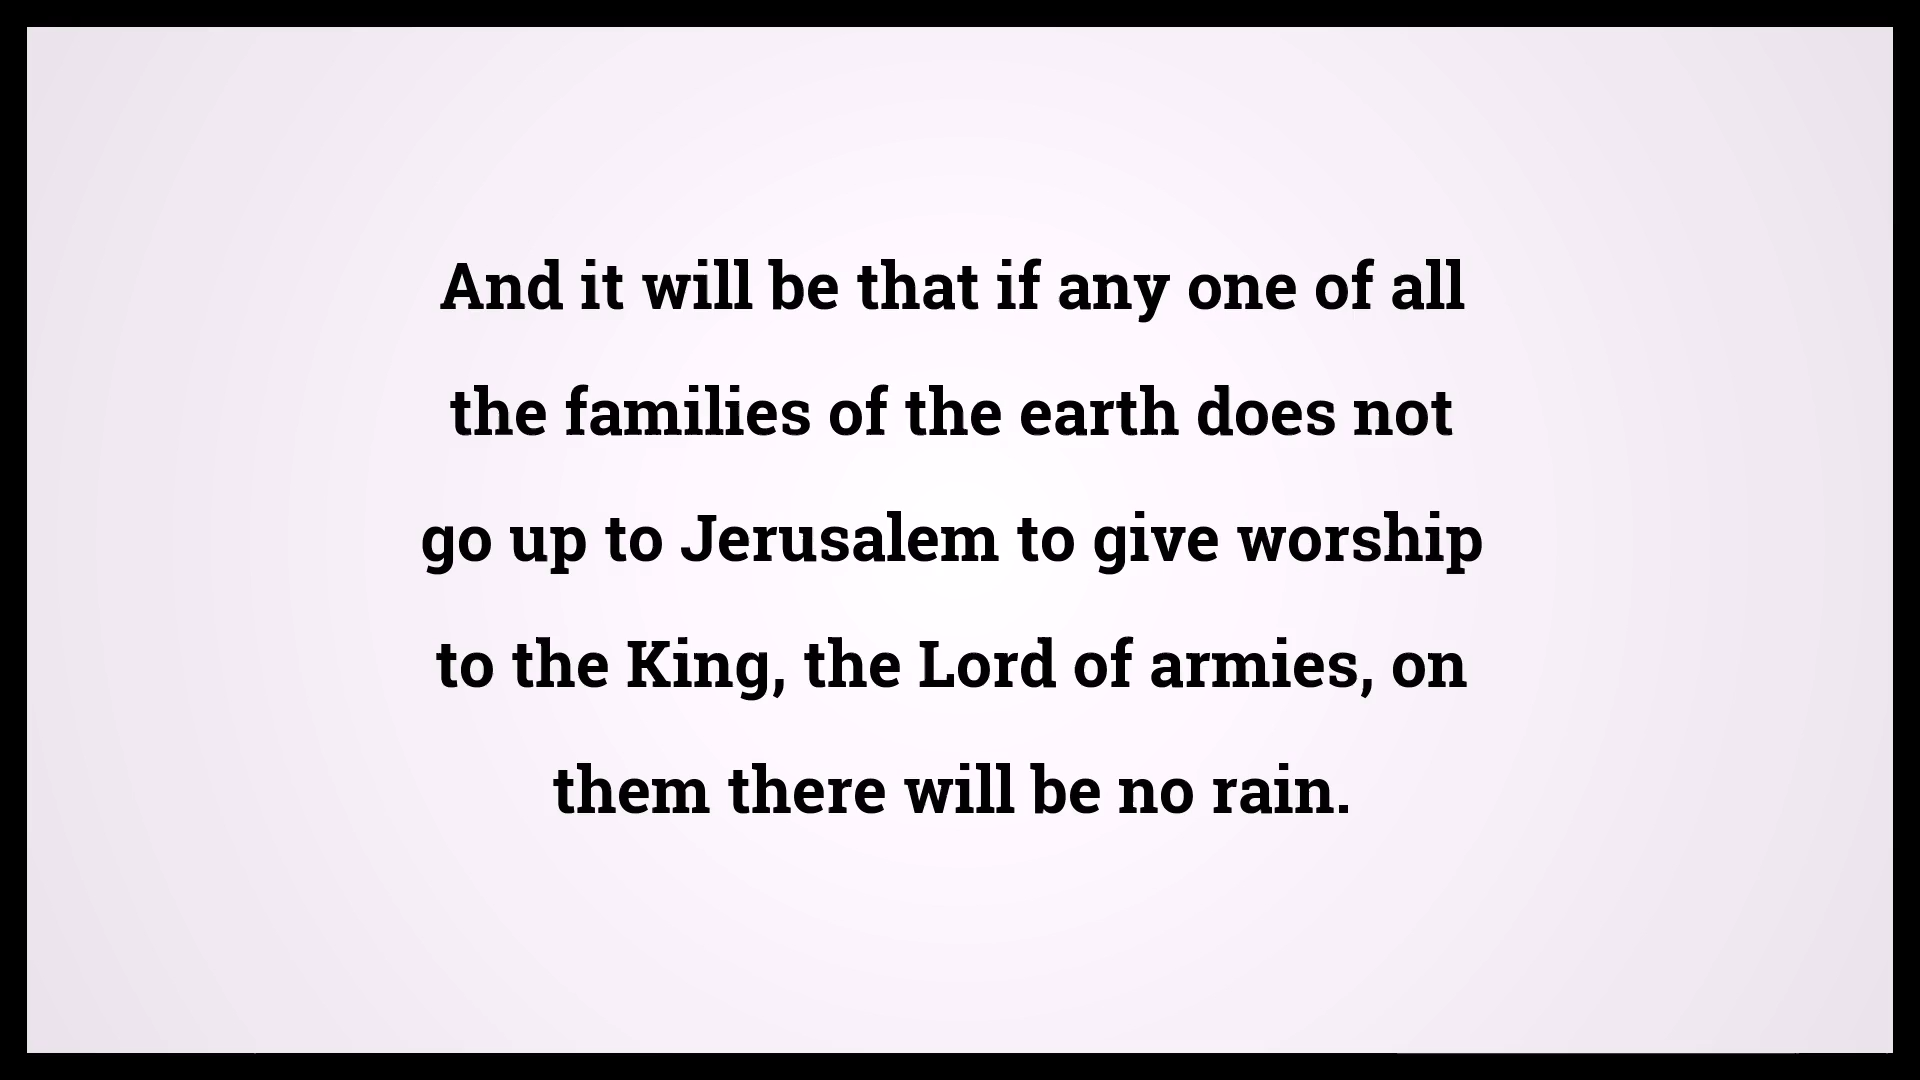 And it will be that if any one of all
the families of the earth does not
go up to Jerusalem to give worship
to the King, the Lord of armies, on
them there will be no rain.